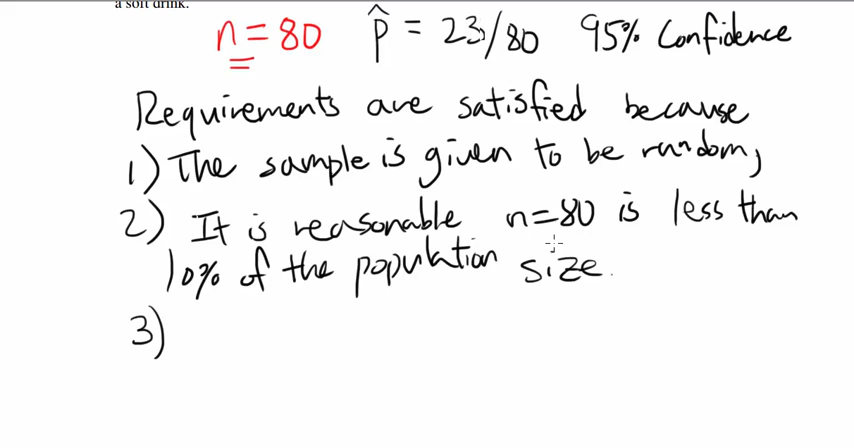 a soft drink.
n = 80 p̂ = 23/80 95% Confidence
Requirements are satisfied because
1) The sample is given to be random,
2) It is reasonable n=80 is less than
10% of the population size.
3)